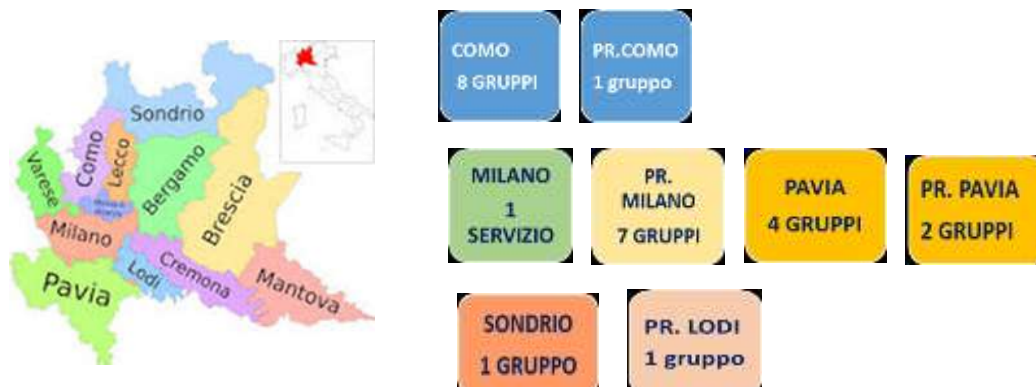 Sondrio
Como
Lecco
Varese
Bergamo
Brescia
Milano
Lodi
Cremona
Mantova
Pavia
COMO
8 GRUPPI
PR.COMO
1 gruppo
MILANO
1
SERVIZIO
PR.
MILANO
7 GRUPPI
PAVIA
4 GRUPPI
PR. PAVIA
2 GRUPPI
SONDRIO
1 GRUPPO
PR. LODI
1 gruppo